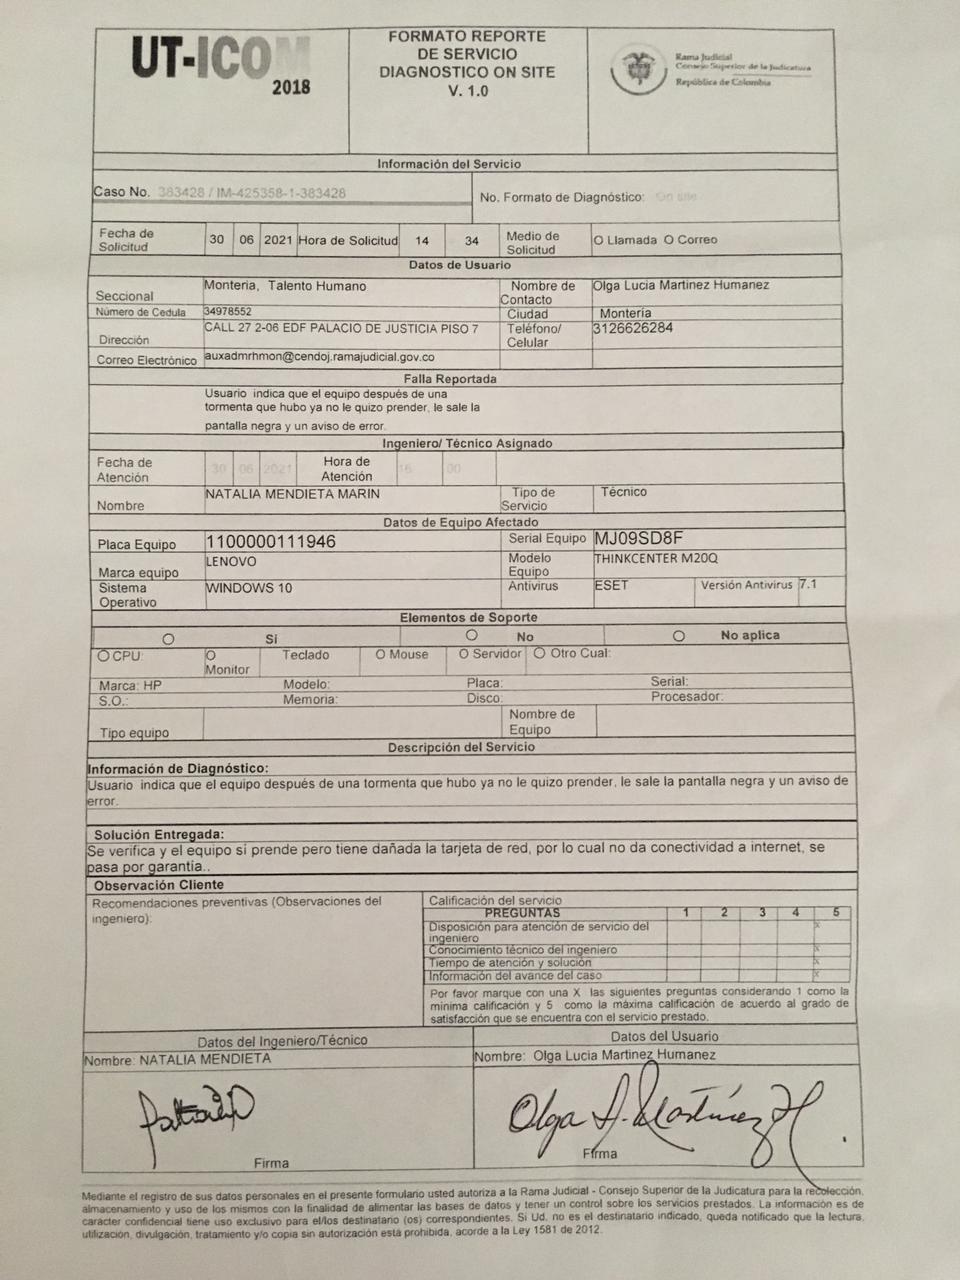 UT-ICOM
2018
FORMATO REPORTE
DE SERVICIO
DIAGNOSTICO ON SITE
V. 1.0
Rama Judicial
Consejo Superior de la Judicatura
República de Colombia
Información del Servicio
Caso No. 383428 / IM-425358-1-383428
No. Formato de Diagnóstico: On site
Fecha de Solicitud 30 06 2021 Hora de Solicitud 14 34 Medio de Solicitud O Llamada O Correo
Datos de Usuario
Seccional Monteria, Talento Humano Nombre de Contacto Olga Lucia Martinez Humanez
Número de Cedula 34978552 Ciudad Montería
Dirección CALL 27 2-06 EDF PALACIO DE JUSTICIA PISO 7 Teléfono/ Celular 3126626284
Correo Electrónico auxadmrhmon@cendoj.ramajudicial.gov.co
Falla Reportada
Usuario indica que el equipo después de una
tormenta que hubo ya no le quizo prender, le sale la
pantalla negra y un aviso de error.
Ingeniero/ Técnico Asignado
Fecha de Atención 30 06 2021 Hora de Atención 16 00
Nombre NATALIA MENDIETA MARIN Tipo de Servicio Técnico
Datos de Equipo Afectado
Placa Equipo 1100000111946 Serial Equipo MJ09SD8F
Marca equipo LENOVO Modelo Equipo THINKCENTER M20Q
Sistema Operativo WINDOWS 10 Antivirus ESET Versión Antivirus 7.1
Elementos de Soporte
O Si O No O No aplica
O CPU: O Monitor Teclado O Mouse O Servidor O Otro Cual:
Marca: HP Modelo: Placa: Serial:
S.O.: Memoria: Disco: Procesador:
Tipo equipo Nombre de Equipo
Descripción del Servicio
Información de Diagnóstico:
Usuario indica que el equipo después de una tormenta que hubo ya no le quizo prender, le sale la pantalla negra y un aviso de
error.
Solución Entregada:
Se verifica y el equipo si prende pero tiene dañada la tarjeta de red, por lo cual no da conectividad a internet, se
pasa por garantía..
Observación Cliente
Recomendaciones preventivas (Observaciones del
ingeniero):
Calificación del servicio
PREGUNTAS 1 2 3 4 5
Disposición para atención de servicio del ingeniero x
Conocimiento técnico del ingeniero x
Tiempo de atención y solución x
Información del avance del caso x
Por favor marque con una X las siguientes preguntas considerando 1 como la
minima calificación y 5 como la máxima calificación de acuerdo al grado de
satisfacción que se encuentra con el servicio prestado.
Datos del Ingeniero/Técnico
Nombre: NATALIA MENDIETA
Firma
Datos del Usuario
Nombre: Olga Lucia Martinez Humanez
Olga L. Martínez H.
Firma
Mediante el registro de sus datos personales en el presente formulario usted autoriza a la Rama Judicial - Consejo Superior de la Judicatura para la recolección,
almacenamiento y uso de los mismos con la finalidad de alimentar las bases de datos y tener un control sobre los servicios prestados. La información es de
carácter confidencial tiene uso exclusivo para el/los destinatario (os) correspondientes. Si Ud. no es el destinatario indicado, queda notificado que la lectura,
utilización, divulgación, tratamiento y/o copia sin autorización está prohibida, acorde a la Ley 1581 de 2012.